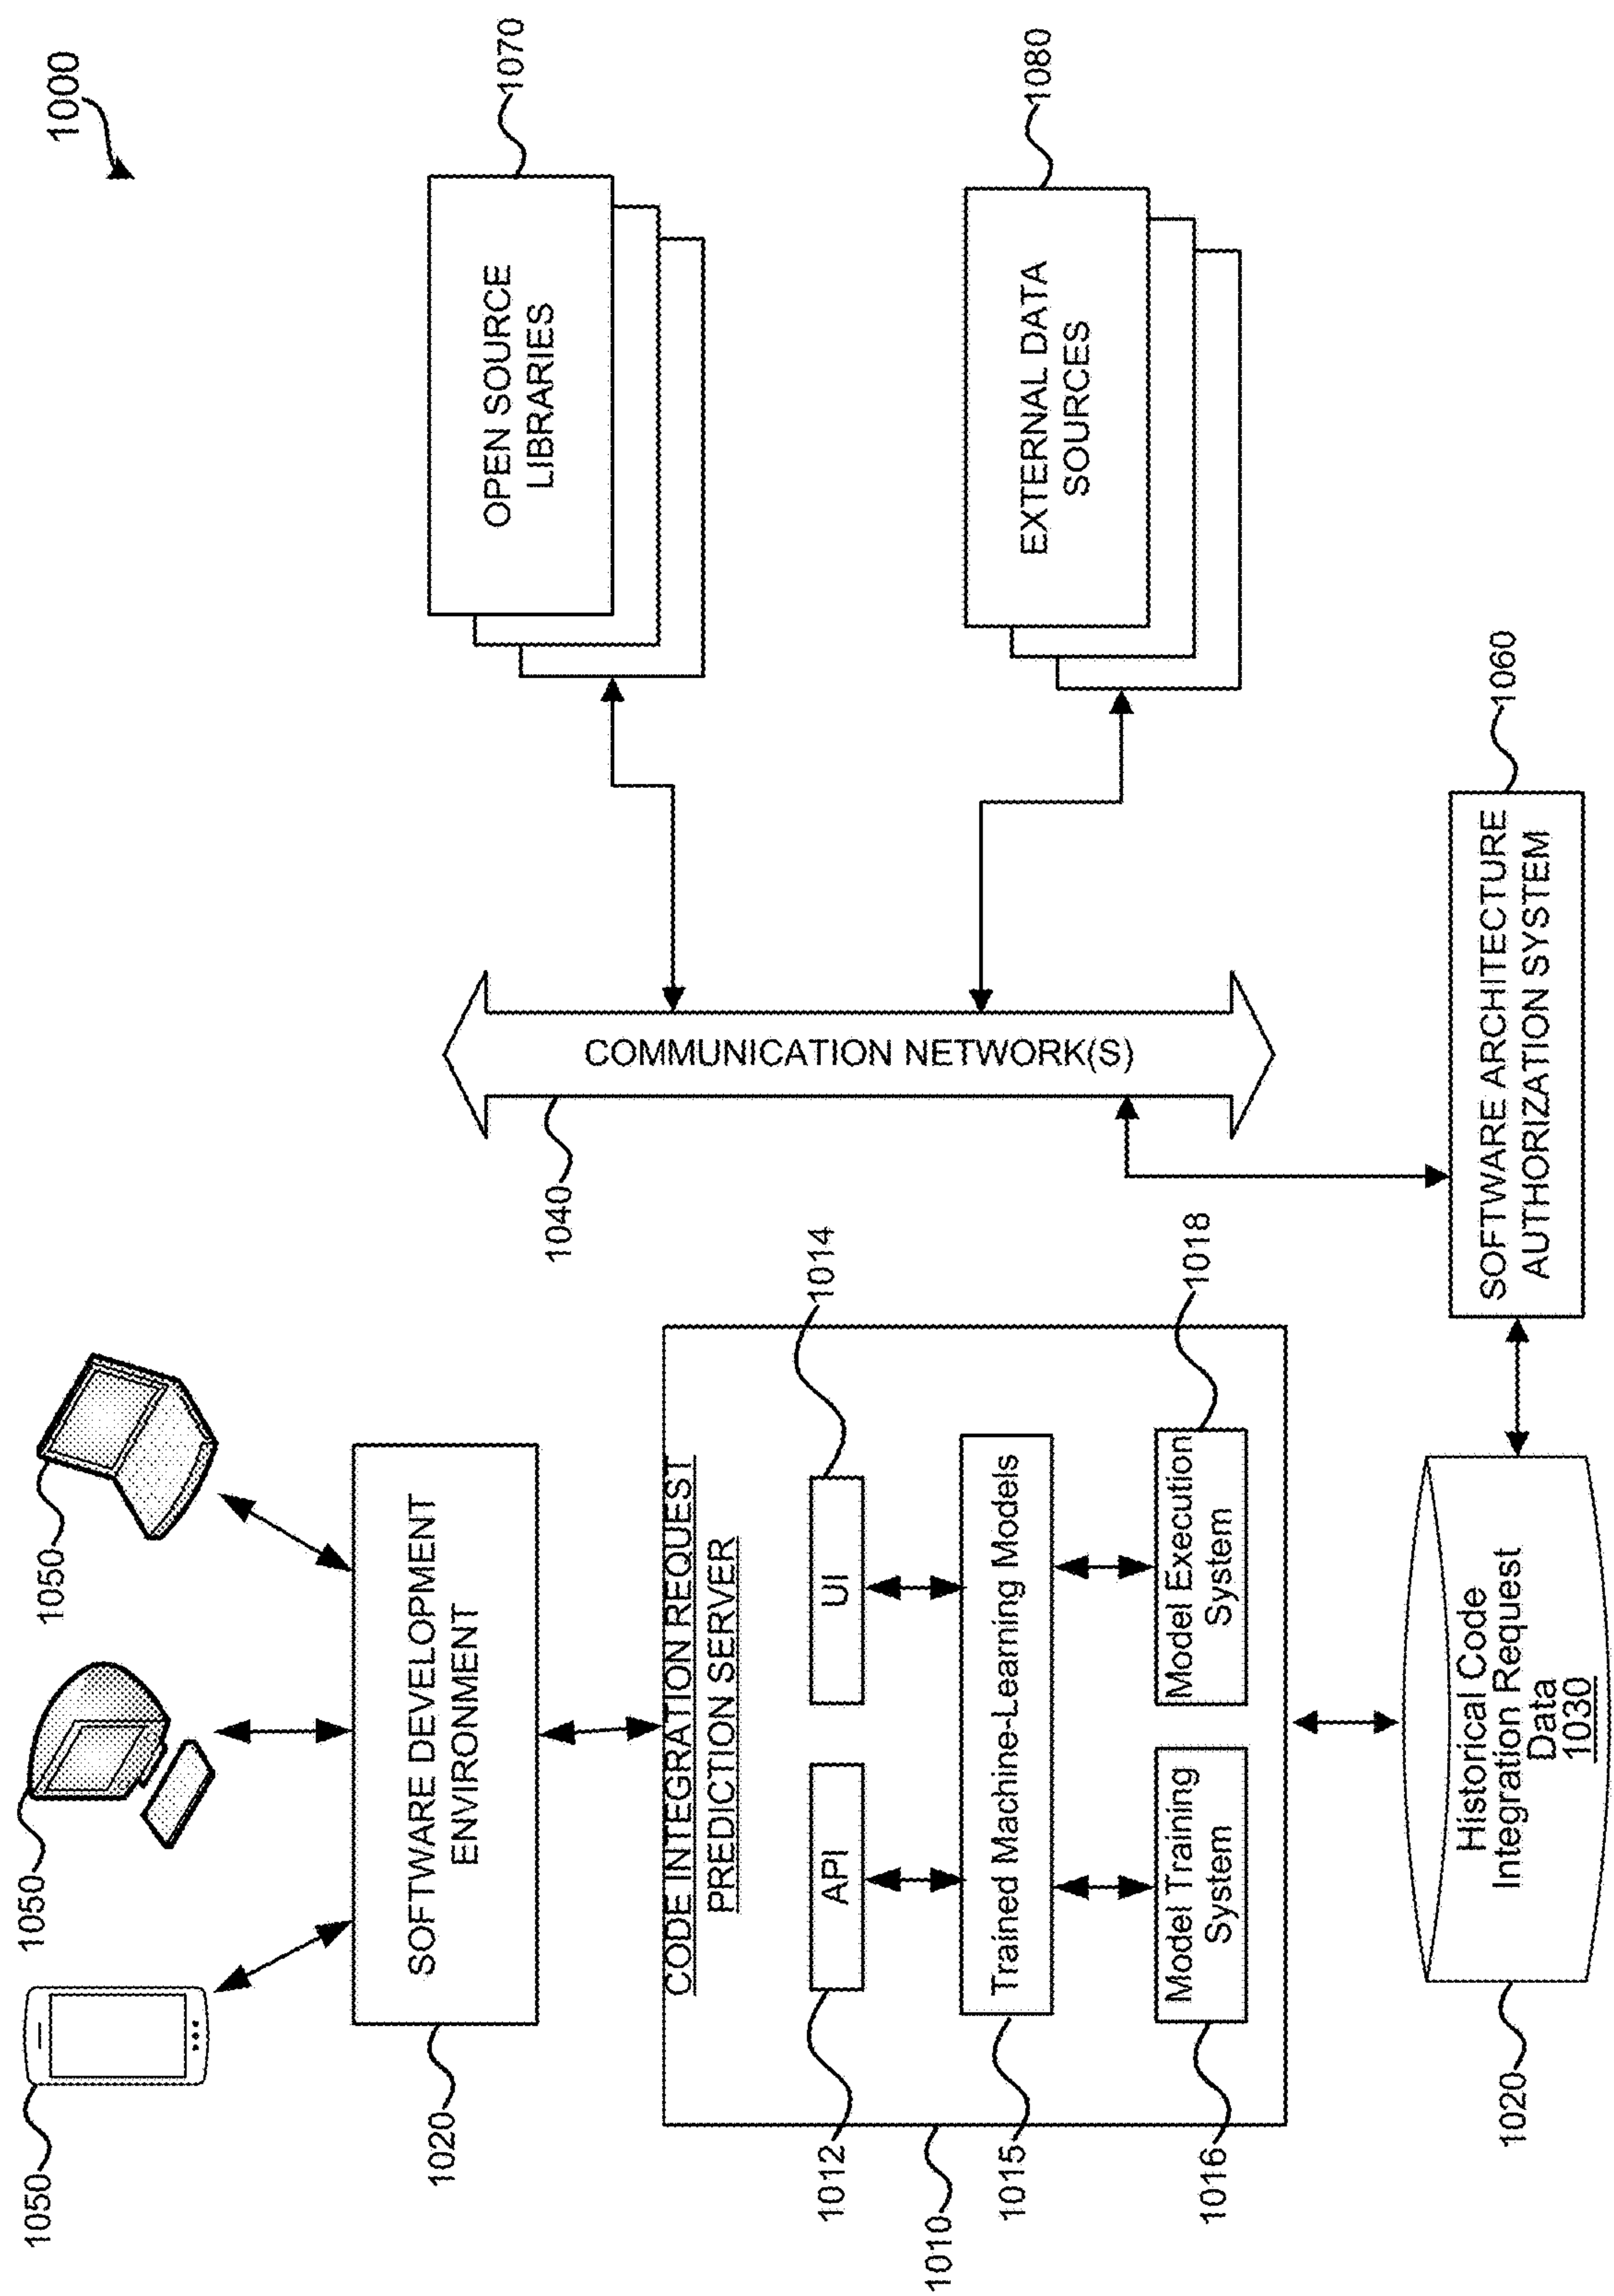 1000
1050
1050
1050
SOFTWARE DEVELOPMENT
ENVIRONMENT
1020
CODE INTEGRATION REQUEST
PREDICTION SERVER
API
UI
1012
1014
Trained Machine-Learning Models
1015
Model Training
System
Model Execution
System
1016
1018
1010
Historical Code
Integration Request
Data
1030
1020
COMMUNICATION NETWORK(S)
1040
OPEN SOURCE
LIBRARIES
1070
EXTERNAL DATA
SOURCES
1080
SOFTWARE ARCHITECTURE
AUTHORIZATION SYSTEM
1060